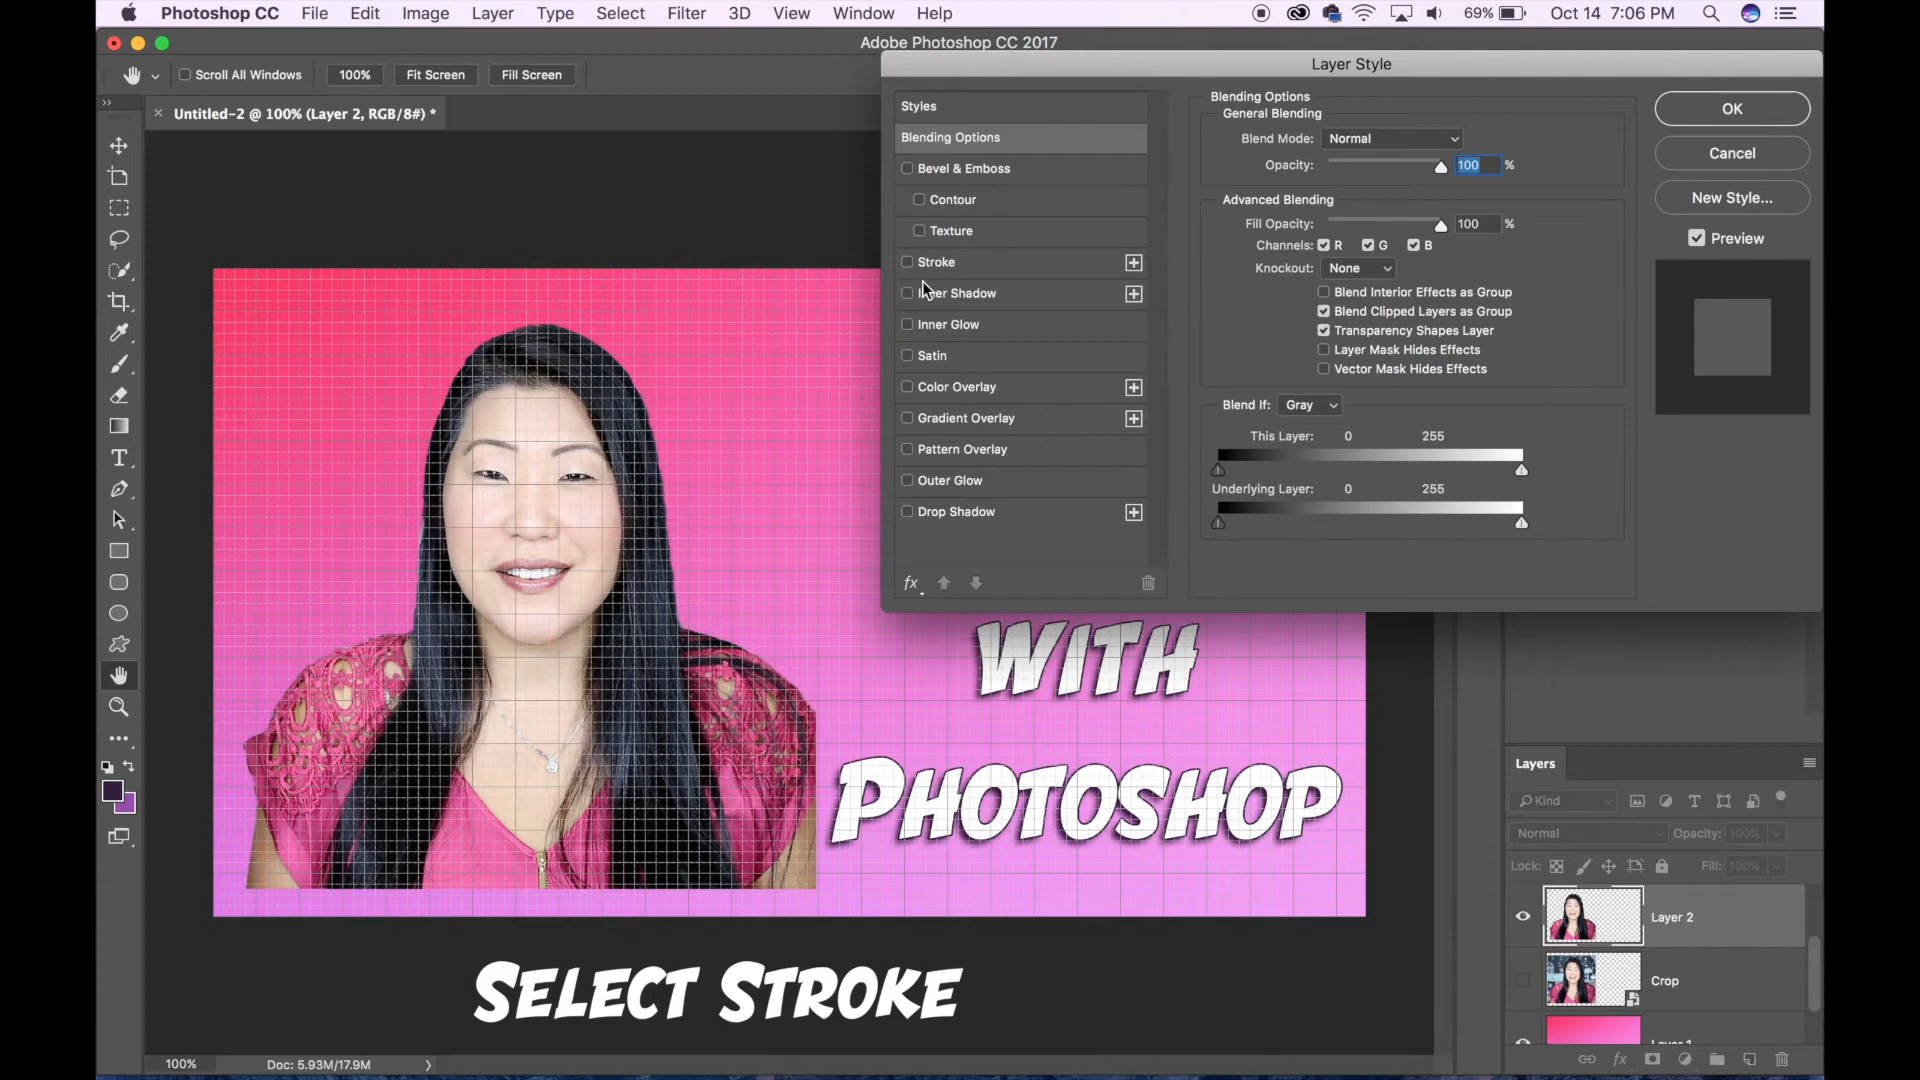 Photoshop CC File Edit Image Layer Type Select Filter 3D View Window Help 69% Oct 14 7:06 PM
Adobe Photoshop CC 2017
Scroll All Windows 100% Fit Screen Fill Screen
Untitled-2 @ 100% (Layer 2, RGB/8#) *
Layer Style
Styles
Blending Options
Bevel & Emboss
Contour
Texture
Stroke
Inner Shadow
Inner Glow
Satin
Color Overlay
Gradient Overlay
Pattern Overlay
Outer Glow
Drop Shadow
fx
Blending Options
General Blending
Blend Mode: Normal
Opacity: 100 %
Advanced Blending
Fill Opacity: 100 %
Channels: R G B
Knockout: None
Blend Interior Effects as Group
Blend Clipped Layers as Group
Transparency Shapes Layer
Layer Mask Hides Effects
Vector Mask Hides Effects
Blend If: Gray
This Layer: 0 255
Underlying Layer: 0 255
OK
Cancel
New Style...
Preview
WITH
PHOTOSHOP
SELECT STROKE
Layers
Kind
Normal Opacity: 100%
Lock: Fill: 100%
Layer 2
Crop
Layer 1
fx
100% Doc: 5.93M/17.9M